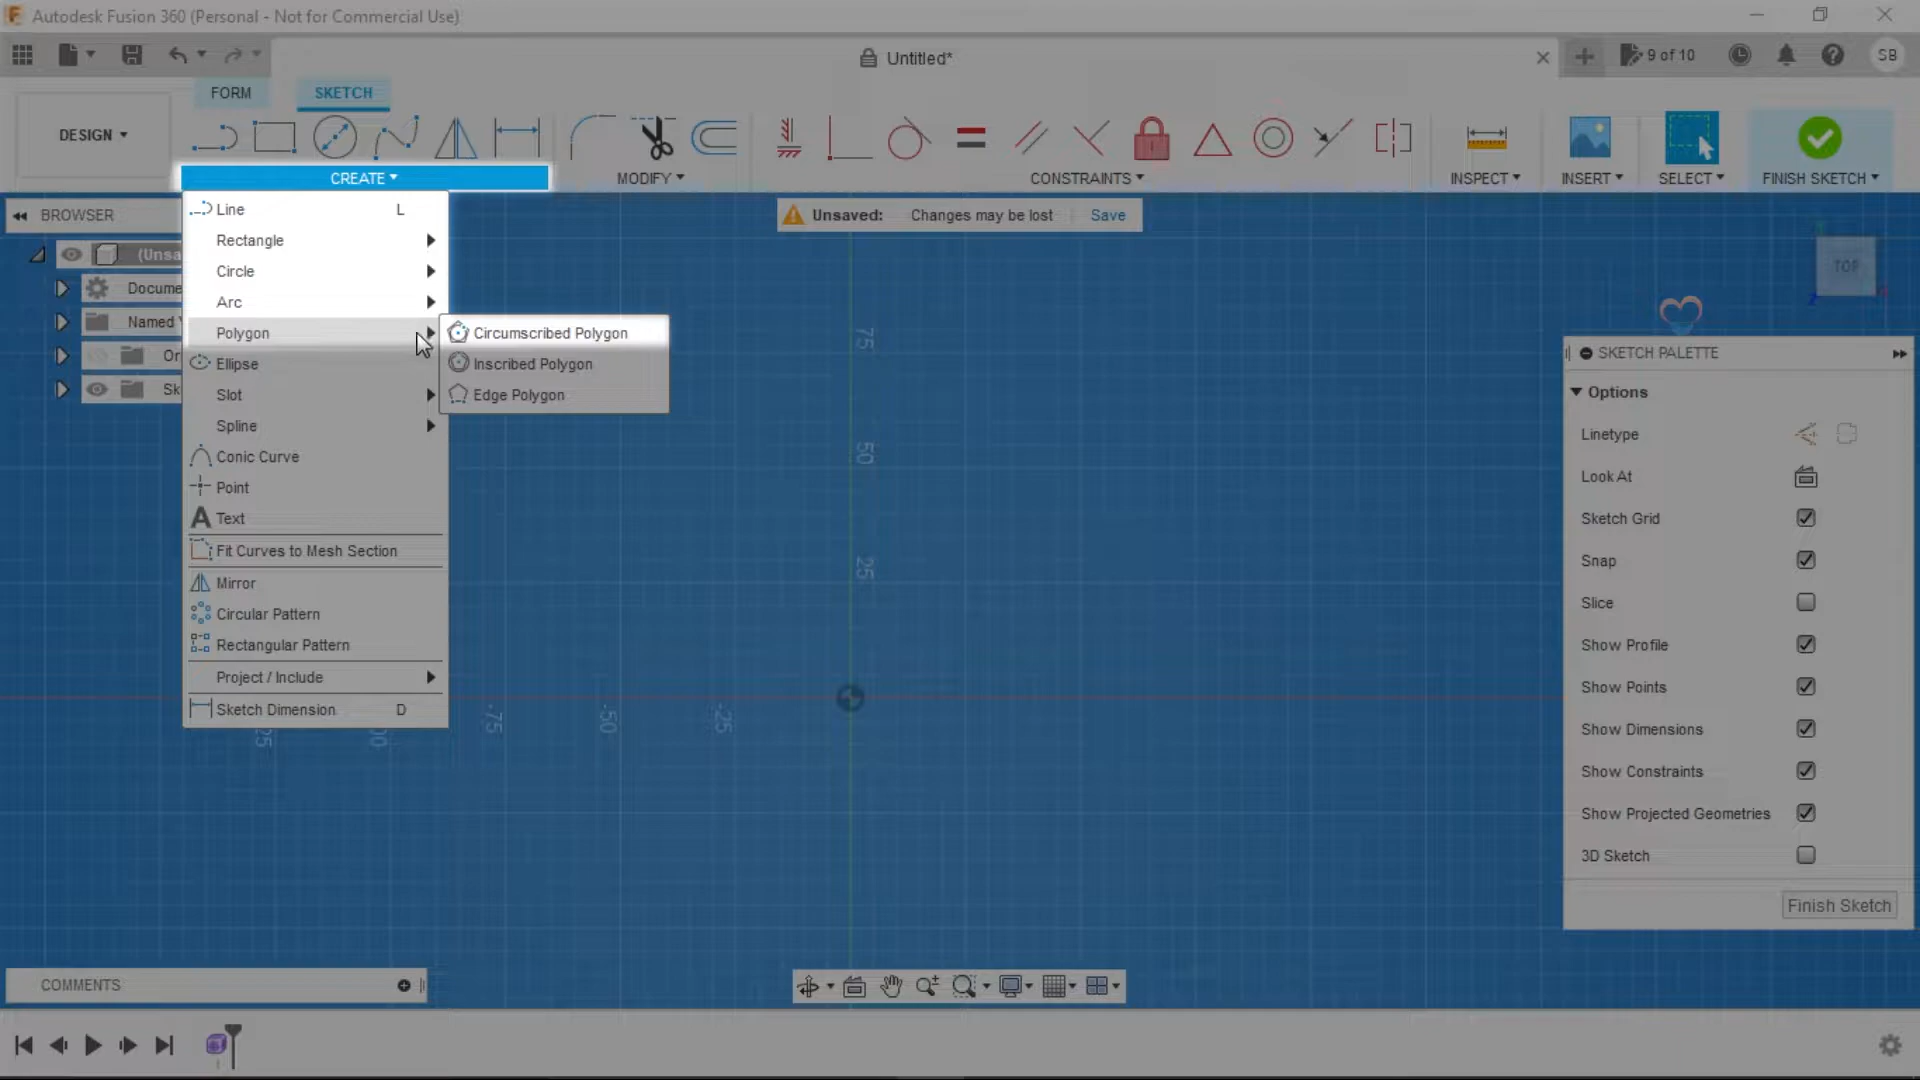 Autodesk Fusion 360 (Personal - Not for Commercial Use)
Untitled*
9 of 10
SB
FORM
SKETCH
DESIGN
CREATE
MODIFY
CONSTRAINTS
INSPECT
INSERT
SELECT
FINISH SKETCH
BROWSER
Unsaved: Changes may be lost Save
TOP
Z
(Unsa
Docume
Named V
Or
Sk
Line L
Rectangle
Circle
Arc
Polygon
Ellipse
Slot
Spline
Conic Curve
Point
Text
Fit Curves to Mesh Section
Mirror
Circular Pattern
Rectangular Pattern
Project / Include
Sketch Dimension D
Circumscribed Polygon
Inscribed Polygon
Edge Polygon
75
50
25
-25
-50
-75
SKETCH PALETTE
Options
Linetype
Look At
Sketch Grid
Snap
Slice
Show Profile
Show Points
Show Dimensions
Show Constraints
Show Projected Geometries
3D Sketch
Finish Sketch
COMMENTS